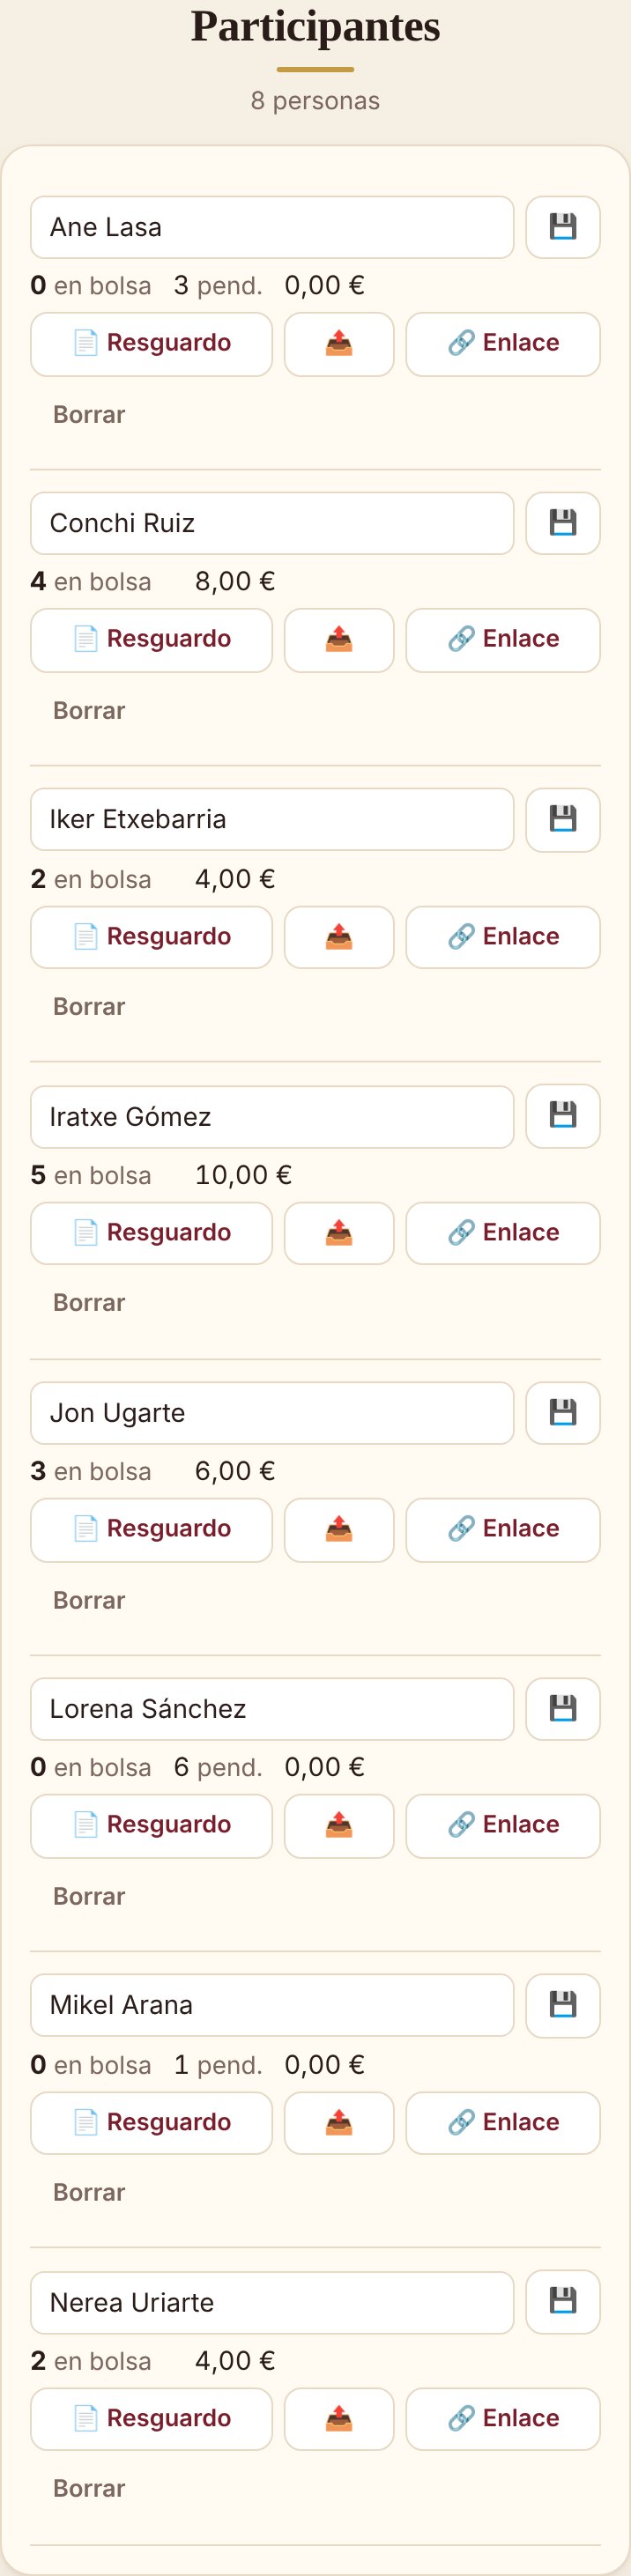 Participantes
8 personas
Ane Lasa
0 en bolsa 3 pend. 0,00 €
Resguardo Enlace
Borrar
Conchi Ruiz
4 en bolsa 8,00 €
Resguardo Enlace
Borrar
Iker Etxebarria
2 en bolsa 4,00 €
Resguardo Enlace
Borrar
Iratxe Gómez
5 en bolsa 10,00 €
Resguardo Enlace
Borrar
Jon Ugarte
3 en bolsa 6,00 €
Resguardo Enlace
Borrar
Lorena Sánchez
0 en bolsa 6 pend. 0,00 €
Resguardo Enlace
Borrar
Mikel Arana
0 en bolsa 1 pend. 0,00 €
Resguardo Enlace
Borrar
Nerea Uriarte
2 en bolsa 4,00 €
Resguardo Enlace
Borrar